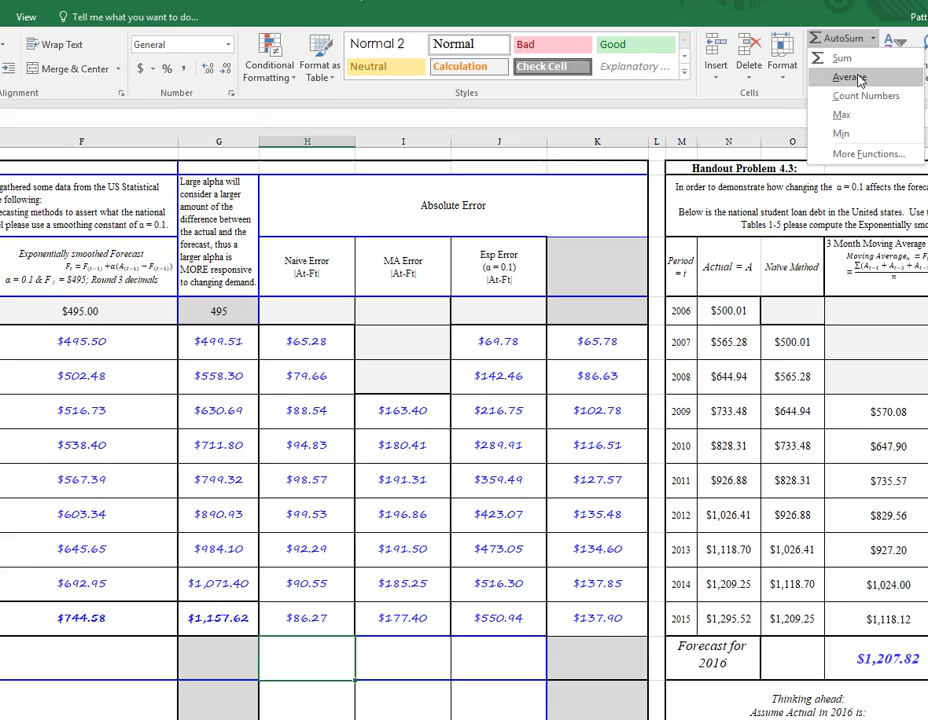 View
Tell me what you want to do...
Patt
Wrap Text
General
Normal 2
Normal
Bad
Good
AutoSum
Merge & Center
$ % ,
Conditional
Formatting
Format as
Table
Neutral
Calculation
Check Cell
Explanatory ...
Insert
Delete
Format
Alignment
Number
Styles
Cells
Sum
Average
Count Numbers
Max
Min
More Functions...
F G H I J K L M N O
gathered some data from the US Statistical
following:
casting methods to assert what the national
el please use a smoothing constant of α = 0.1.
Large alpha will
consider a larger
amount of the
difference between
the actual and the
forecast, thus a
larger alpha is
MORE responsive
to changing demand.
Absolute Error
Handout Problem 4.3:
In order to demonstrate how changing the α = 0.1 affects the foreca
Below is the national student loan debt in the United states. Use t
Tables 1-5 please compute the Exponentially smo
Exponentially smoothed Forecast
Fₜ = F(t−1) +α(A(t−1) − F(t−1))
α = 0.1 & F ⱼ = $495; Round 3 decimals
Naive Error
|At-Ft|
MA Error
|At-Ft|
Exp Error
(α = 0.1)
|At-Ft|
Period
= t
Actual = A
Naïve Method
3 Month Moving Average
Moving Averageₙ = F
= ∑(Aₜ₋₁ + Aₜ₋₂ + A
n
$495.00 495 2006 $500.01
$495.50 $499.51 $65.28 $69.78 $65.78 2007 $565.28 $500.01
$502.48 $558.30 $79.66 $142.46 $86.63 2008 $644.94 $565.28
$516.73 $630.69 $88.54 $163.40 $216.75 $102.78 2009 $733.48 $644.94 $570.08
$538.40 $711.80 $94.83 $180.41 $289.91 $116.51 2010 $828.31 $733.48 $647.90
$567.39 $799.32 $98.57 $191.31 $359.49 $127.57 2011 $926.88 $828.31 $735.57
$603.34 $890.93 $99.53 $196.86 $423.07 $135.48 2012 $1,026.41 $926.88 $829.56
$645.65 $984.10 $92.29 $191.50 $473.05 $134.60 2013 $1,118.70 $1,026.41 $927.20
$692.95 $1,071.40 $90.55 $185.25 $516.30 $137.85 2014 $1,209.25 $1,118.70 $1,024.00
$744.58 $1,157.62 $86.27 $177.40 $550.94 $137.90 2015 $1,295.52 $1,209.25 $1,118.12
Forecast for
2016
$1,207.82
Thinking ahead:
Assume Actual in 2016 is: